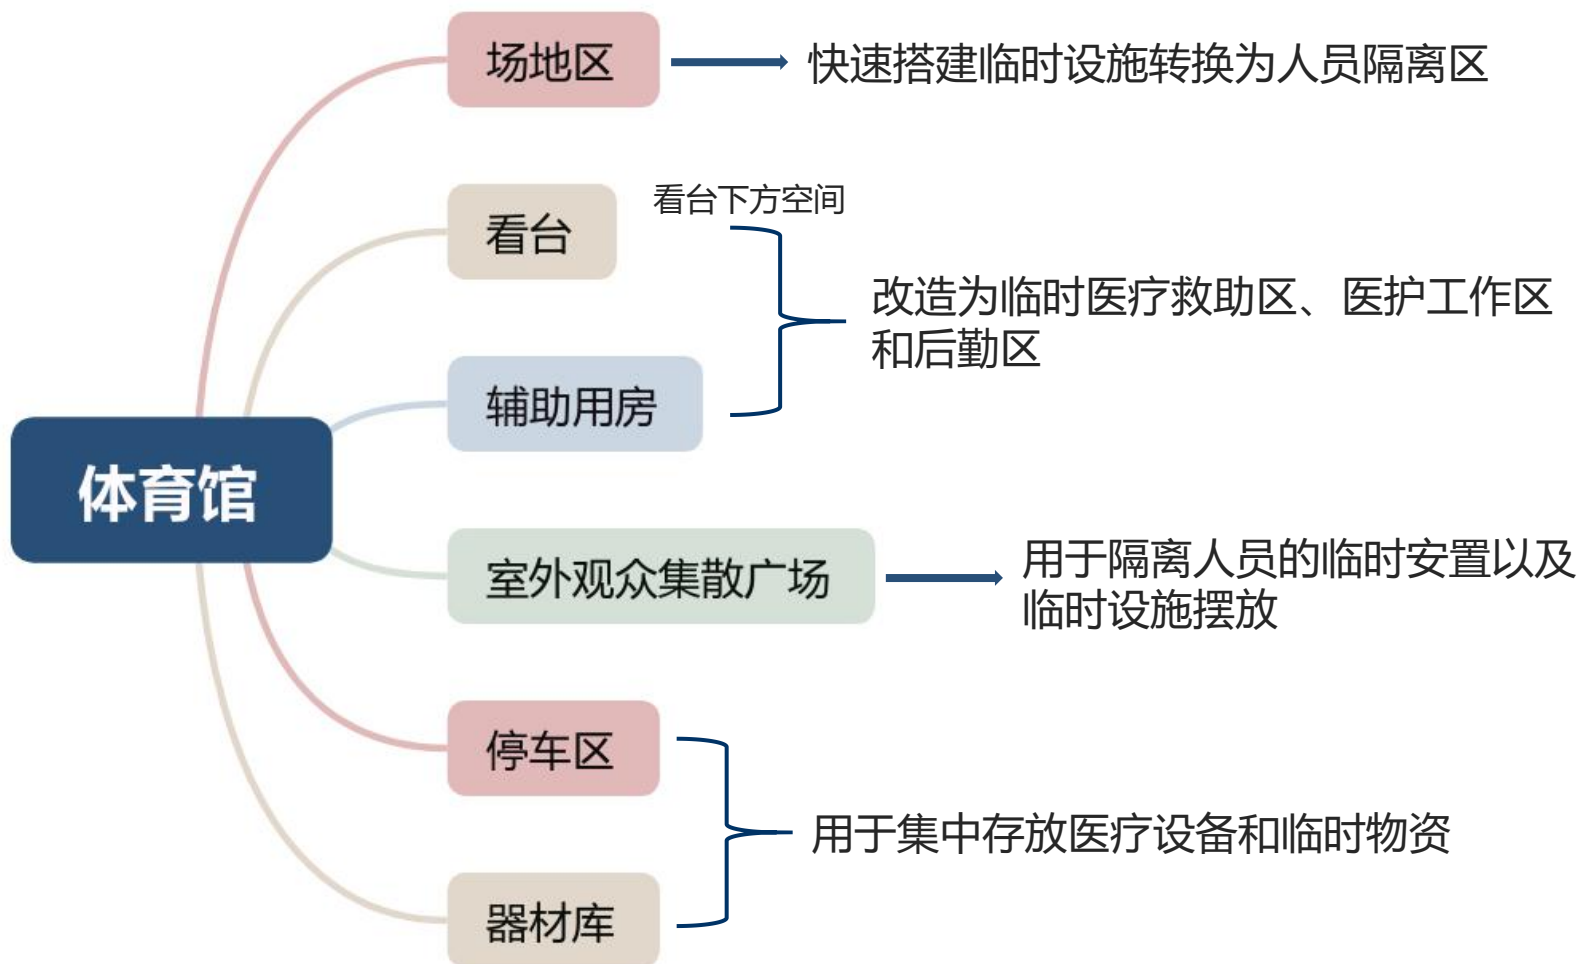 场地区
快速搭建临时设施转换为人员隔离区
看台
看台下方空间
改造为临时医疗救助区、医护工作区
和后勤区
辅助用房
体育馆
室外观众集散广场
用于隔离人员的临时安置以及
临时设施摆放
停车区
用于集中存放医疗设备和临时物资
器材库